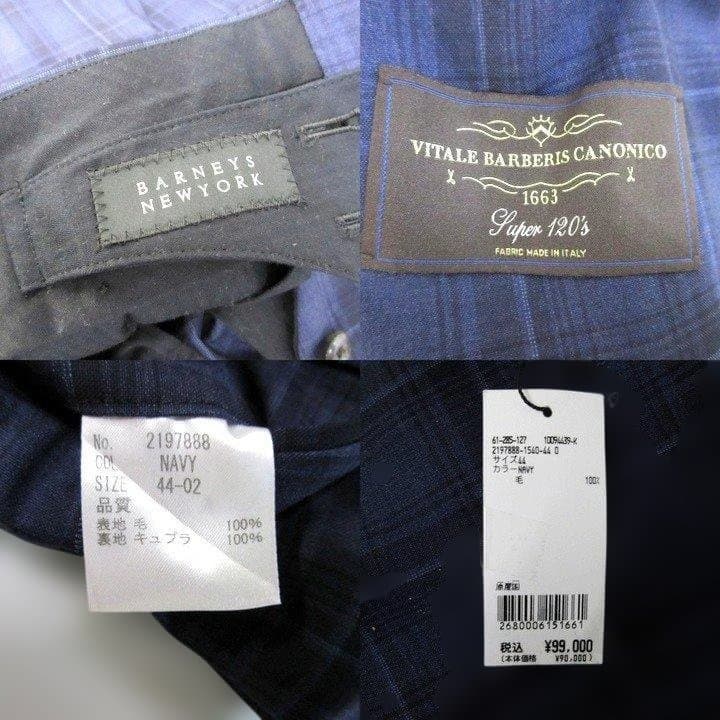 BARNEYS
NEWYORK
VITALE BARBERIS CANONICO
1663
Super 120's
FABRIC MADE IN ITALY
No. 2197888
COL NAVY
SIZE 44-02
品質
表地 毛 100%
裏地 キュプラ 100%
61-285-127 10094439-K
2197888-1540-44 0
サイズ44
カラーNAVY
毛 100%
2680006151661
税込 ¥99,000
(本体価格 ¥90,000)